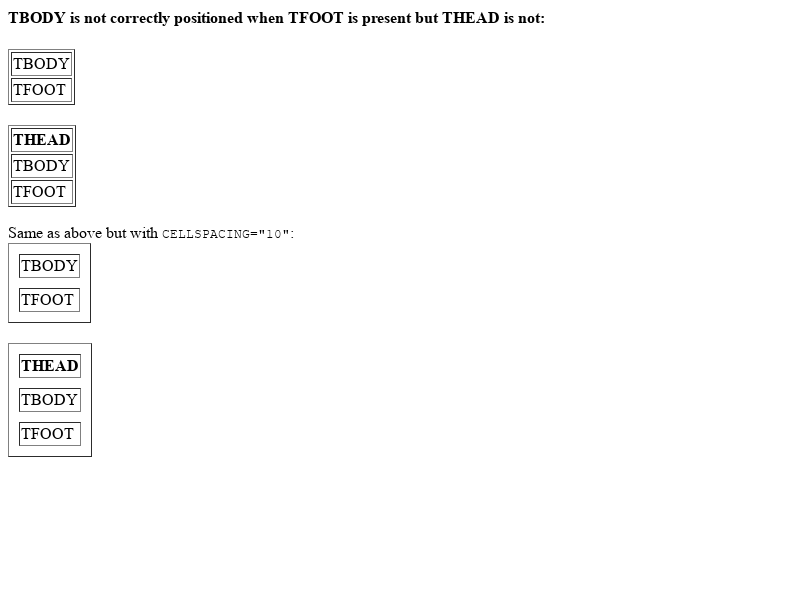 TBODY is not correctly positioned when TFOOT is present but THEAD is not:
TBODY
TFOOT
THEAD
TBODY
TFOOT
Same as above but with CELLSPACING="10":
TBODY
TFOOT
THEAD
TBODY
TFOOT